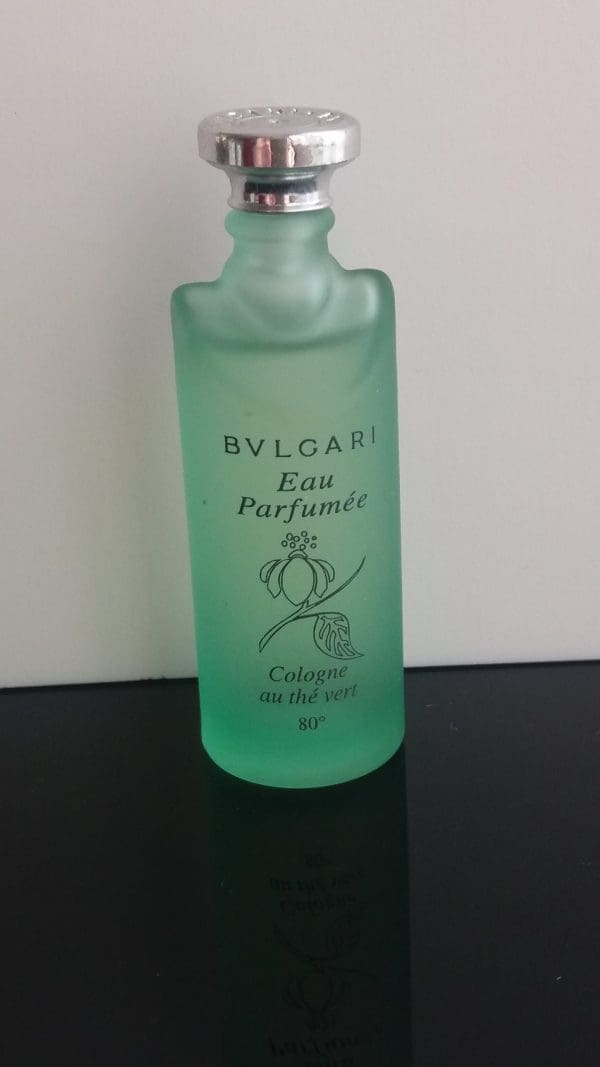 BVLGARI
Eau
Parfumée
Cologne
au thé vert
80°